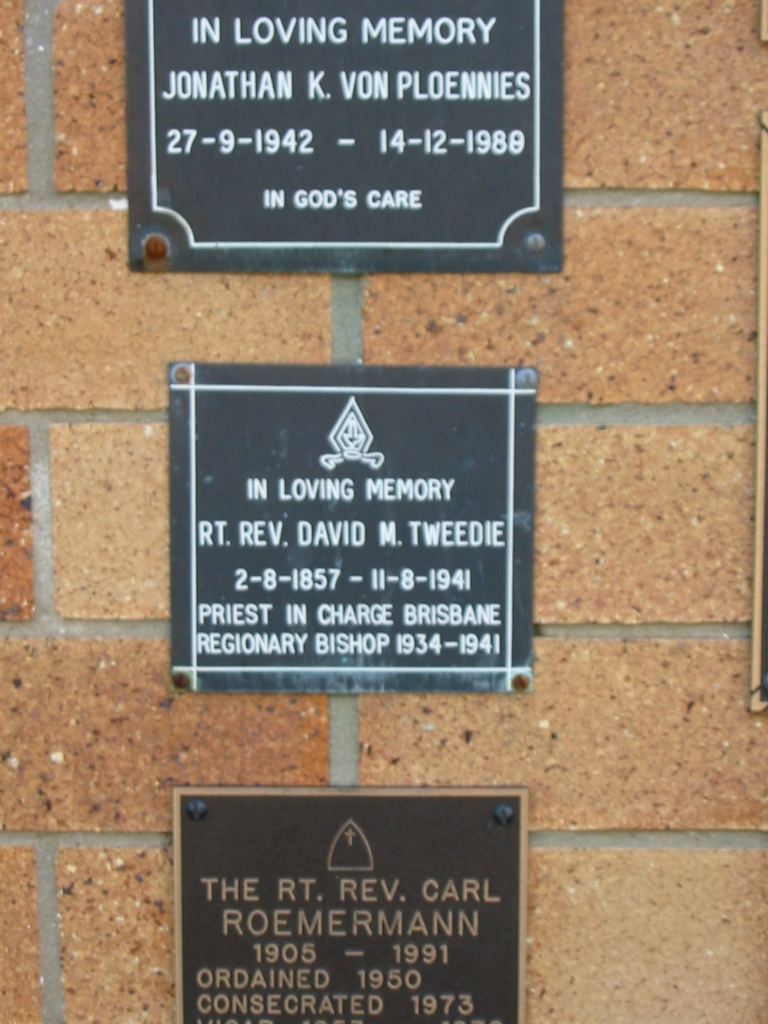 IN LOVING MEMORY
JONATHAN K. VON PLOENNIES
27-9-1942 - 14-12-1988
IN GOD'S CARE
IN LOVING MEMORY
RT. REV. DAVID M. TWEEDIE
2-8-1857 - 11-8-1941
PRIEST IN CHARGE BRISBANE
REGIONARY BISHOP 1934-1941
THE RT. REV. CARL
ROEMERMANN
1905 - 1991
ORDAINED 1950
CONSECRATED 1973